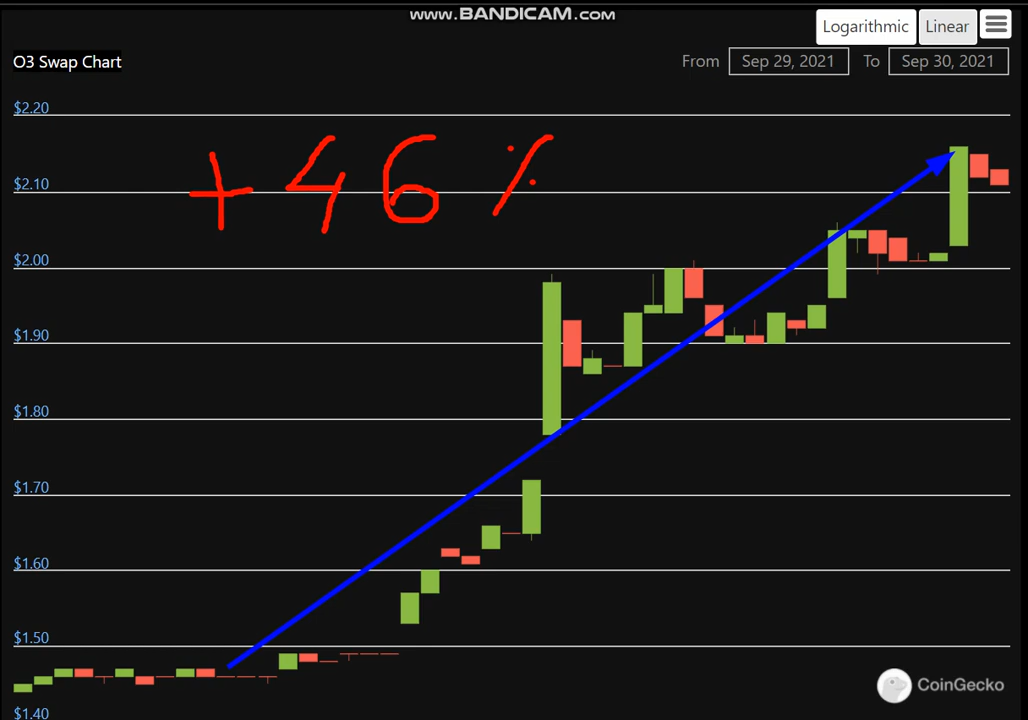 www.BANDICAM.com
Logarithmic Linear
O3 Swap Chart
From Sep 29, 2021 To Sep 30, 2021
$2.20
+46%
$2.10
$2.00
$1.90
$1.80
$1.70
$1.60
$1.50
CoinGecko
$1.40